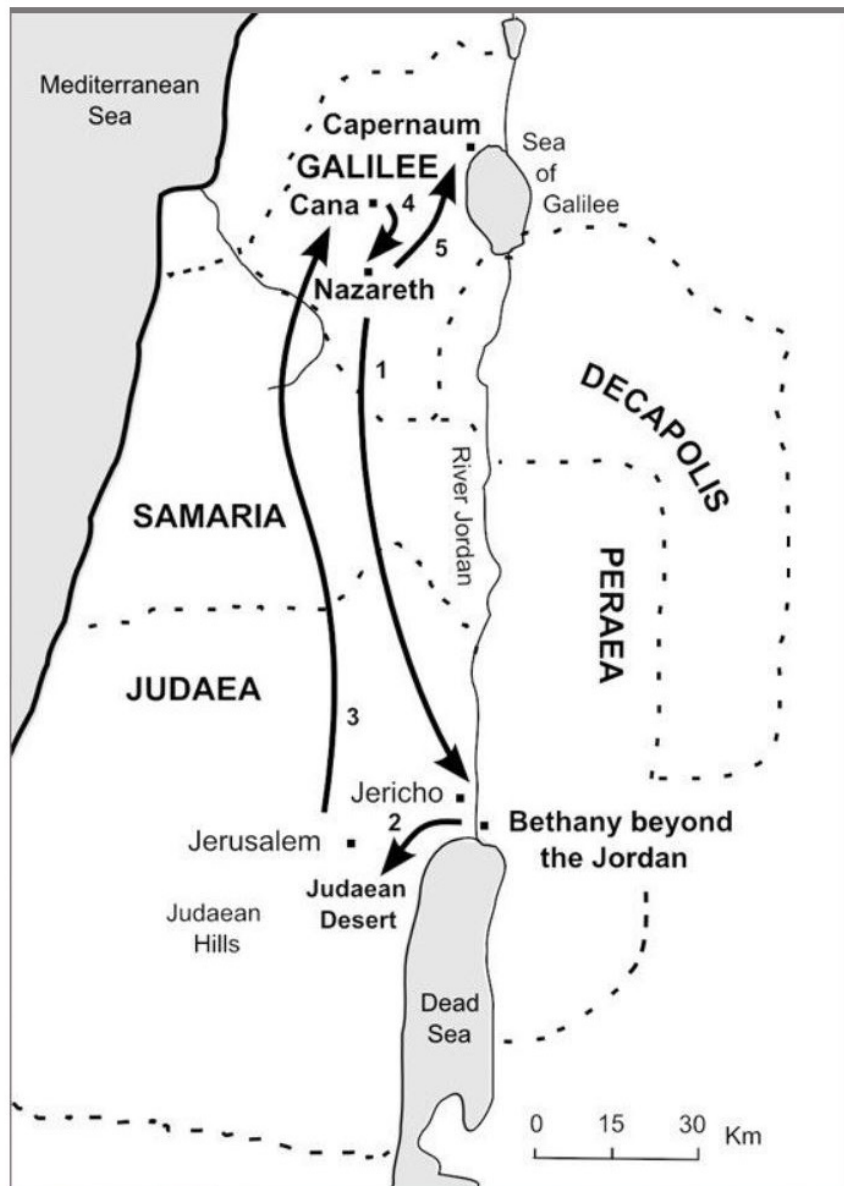 Mediterranean
Sea
Capernaum
GALILEE
Sea
of
Galilee
Cana
4
5
Nazareth
1
DECAPOLIS
River Jordan
SAMARIA
PERAEA
JUDAEA
3
Jericho
2
Bethany beyond
the Jordan
Jerusalem
Judaean
Desert
Judaean
Hills
Dead
Sea
0 15 30 Km